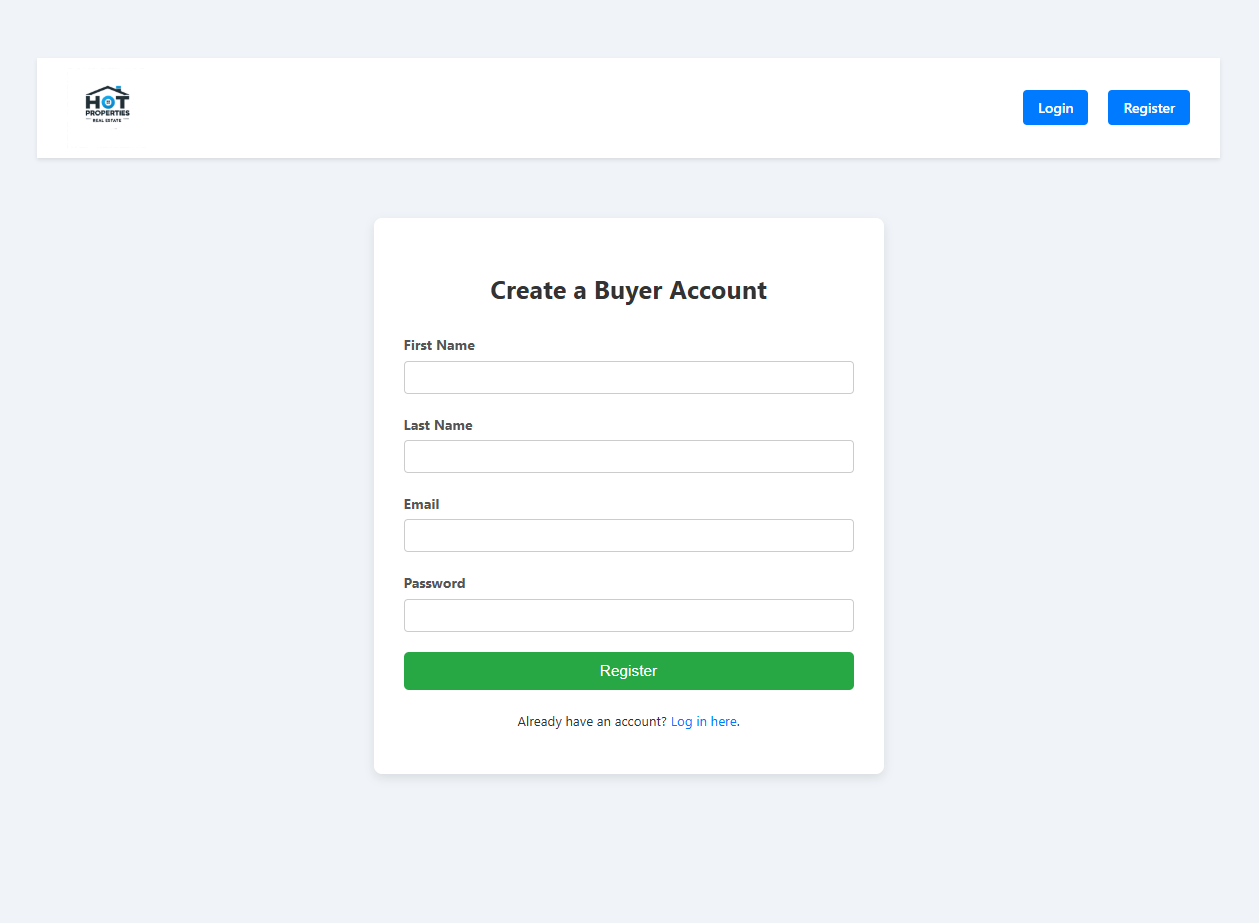 HOT
PROPERTIES
REAL ESTATE
Login
Register
Create a Buyer Account
First Name
Last Name
Email
Password
Register
Already have an account? Log in here.